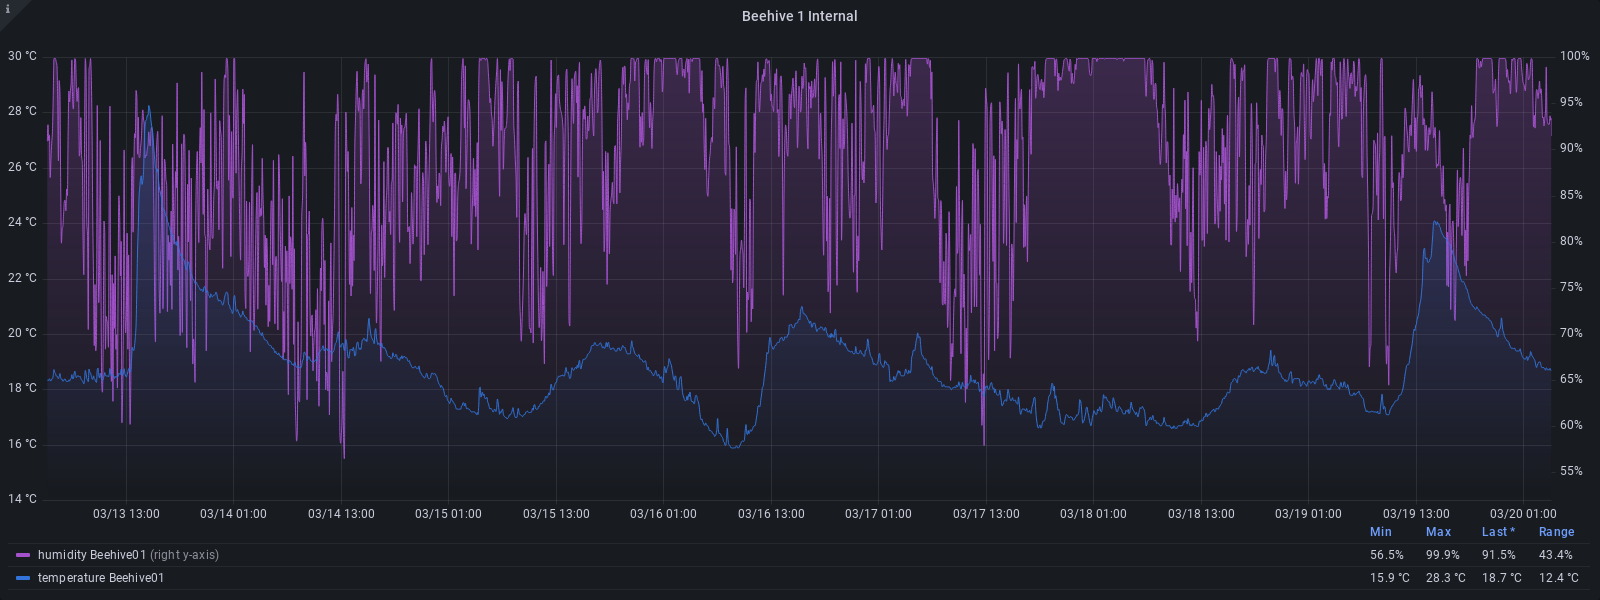 i
Beehive 1 Internal
30 °C 100%
28 °C 95%
90%
26 °C
85%
24 °C
80%
22 °C
75%
20 °C 70%
18 °C 65%
60%
16 °C
55%
14 °C
03/13 13:00 03/14 01:00 03/14 13:00 03/15 01:00 03/15 13:00 03/16 01:00 03/16 13:00 03/17 01:00 03/17 13:00 03/18 01:00 03/18 13:00 03/19 01:00 03/19 13:00 03/20 01:00
Min Max Last * Range
humidity Beehive01 (right y-axis) 56.5% 99.9% 91.5% 43.4%
temperature Beehive01 15.9 °C 28.3 °C 18.7 °C 12.4 °C